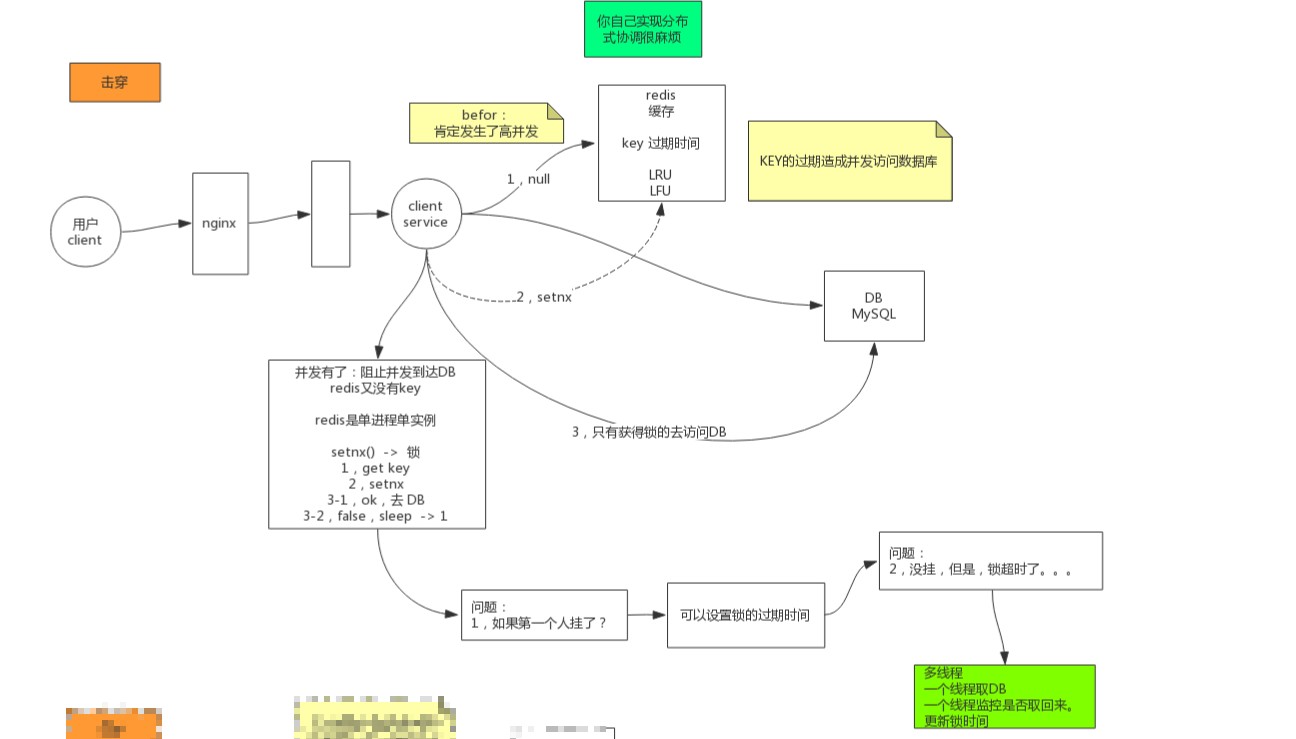 你自己实现分布
式协调很麻烦
击穿
befor：
肯定发生了高并发
redis
缓存
key 过期时间
LRU
LFU
KEY的过期造成并发访问数据库
1，null
用户
client
nginx
client
service
2，setnx
DB
MySQL
并发有了：阻止并发到达DB
redis又没有key
redis是单进程单实例
setnx() -> 锁
1，get key
2，setnx
3-1，ok，去 DB
3-2，false，sleep -> 1
3，只有获得锁的去访问DB
问题：
1，如果第一个人挂了？
可以设置锁的过期时间
问题：
2，没挂，但是，锁超时了。。。
多线程
一个线程取DB
一个线程监控是否取回来。
更新锁时间